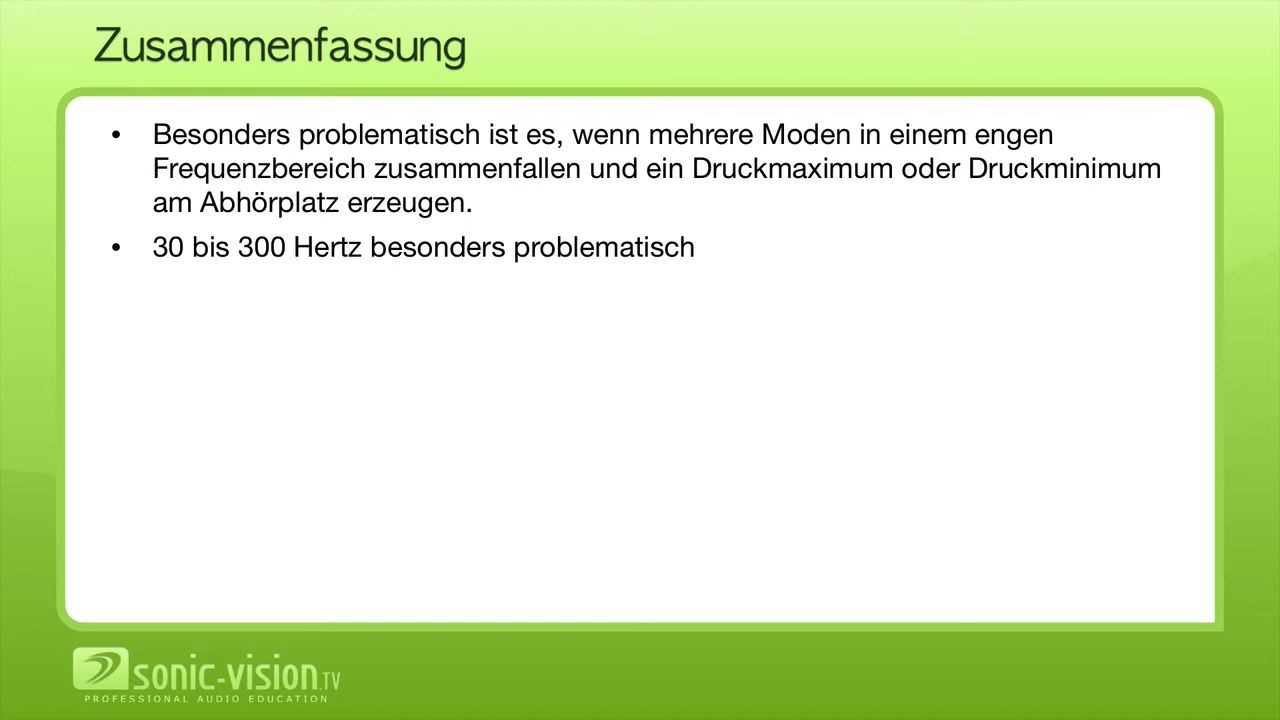 Zusammenfassung
• Besonders problematisch ist es, wenn mehrere Moden in einem engen
Frequenzbereich zusammenfallen und ein Druckmaximum oder Druckminimum
am Abhörplatz erzeugen.
• 30 bis 300 Hertz besonders problematisch
sonic-vision.TV
PROFESSIONAL AUDIO EDUCATION